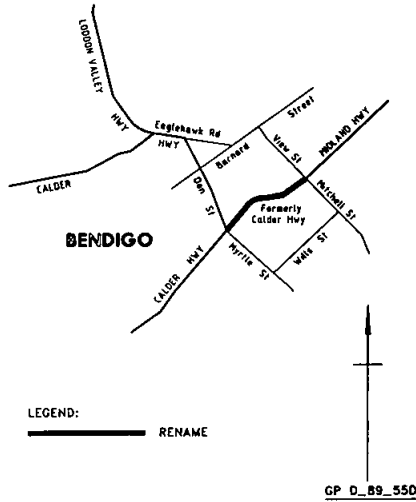 LODDON VALLEY
HWY
Eaglehawk Rd
HWY
Barnard
Street
View St
MIDLAND HWY
CALDER
Don
St
Formerly
Calder Hwy
Mitchell St
BENDIGO
CALDER
HWY
Myrtle
St
Wills St
LEGEND:
RENAME
GP D_89_550